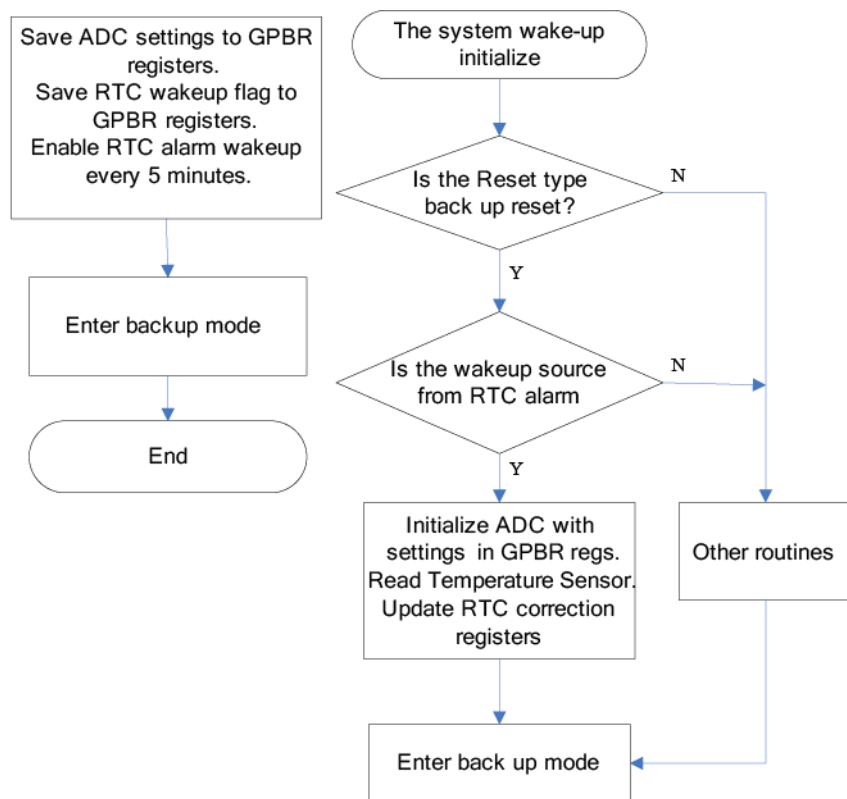 Save ADC settings to GPBR
registers.
Save RTC wakeup flag to
GPBR registers.
Enable RTC alarm wakeup
every 5 minutes.
Enter backup mode
End
The system wake-up
initialize
Is the Reset type
back up reset?
N
Y
Is the wakeup source
from RTC alarm
N
Y
Initialize ADC with
settings in GPBR regs.
Read Temperature Sensor.
Update RTC correction
registers
Other routines
Enter back up mode